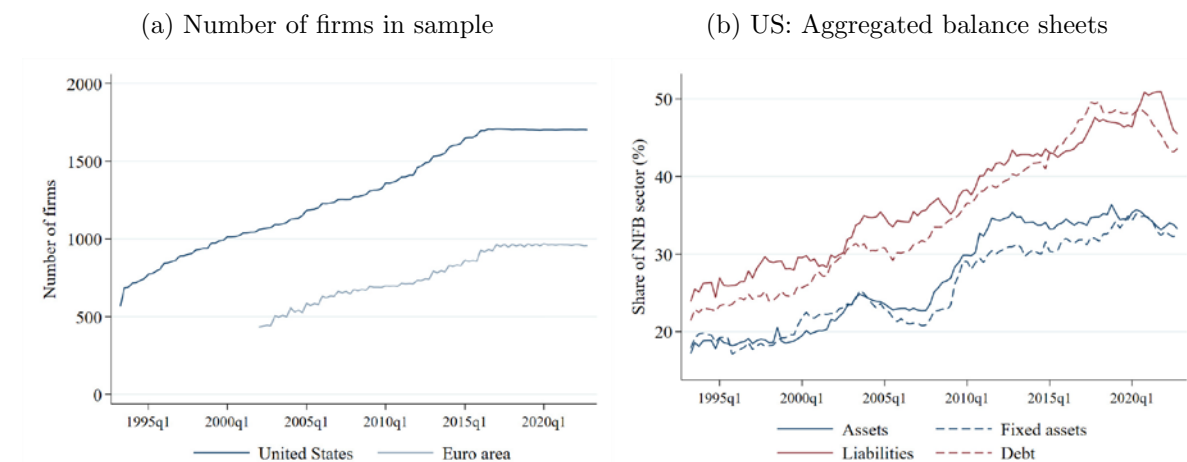 (a) Number of firms in sample
(b) US: Aggregated balance sheets
Number of firms
2000
1500
1000
500
0
1995q1 2000q1 2005q1 2010q1 2015q1 2020q1
United States Euro area
Share of NFB sector (%)
50
40
30
20
1995q1 2000q1 2005q1 2010q1 2015q1 2020q1
Assets Fixed assets
Liabilities Debt